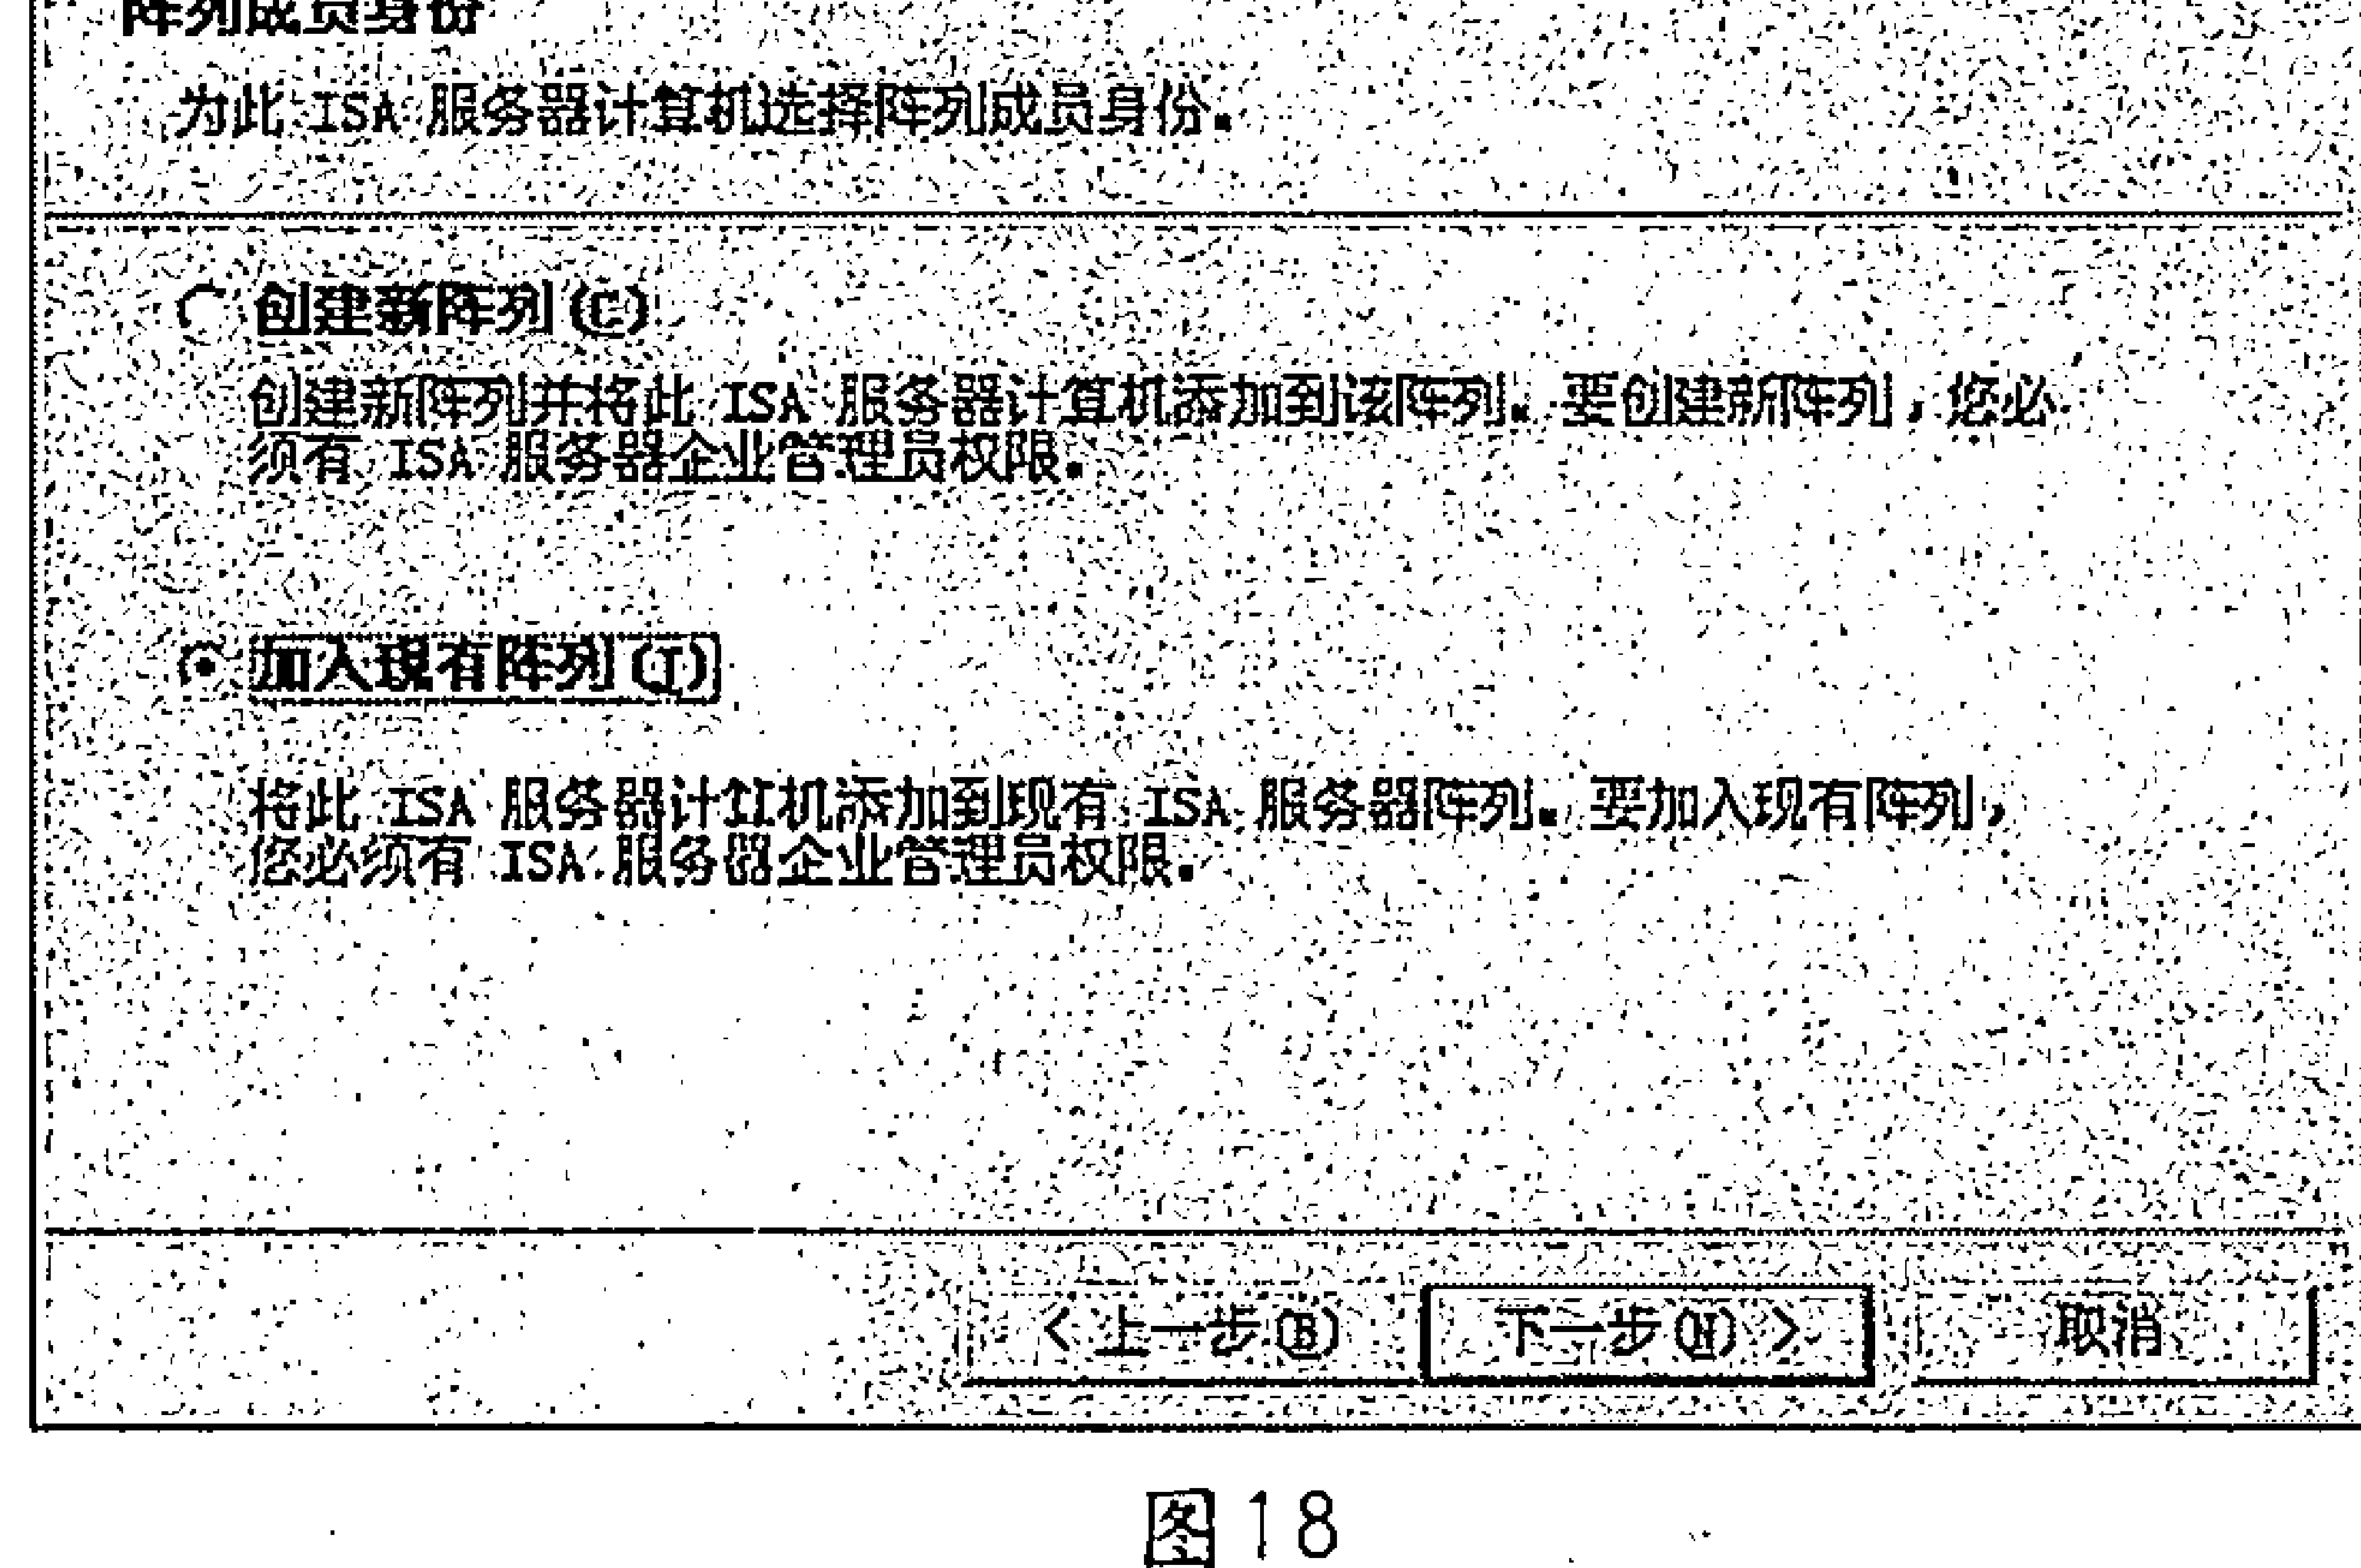 阵列成员身份
为此 ISA 服务器计算机选择阵列成员身份。
创建新阵列(C)
创建新阵列并将此 ISA 服务器计算机添加到该阵列。要创建新阵列，您必
须有 ISA 服务器企业管理员权限。
加入现有阵列(J)
将此 ISA 服务器计算机添加到现有 ISA 服务器阵列。要加入现有阵列，
您必须有 ISA 服务器企业管理员权限。
< 上一步(B) 下一步(N) > 取消
图18